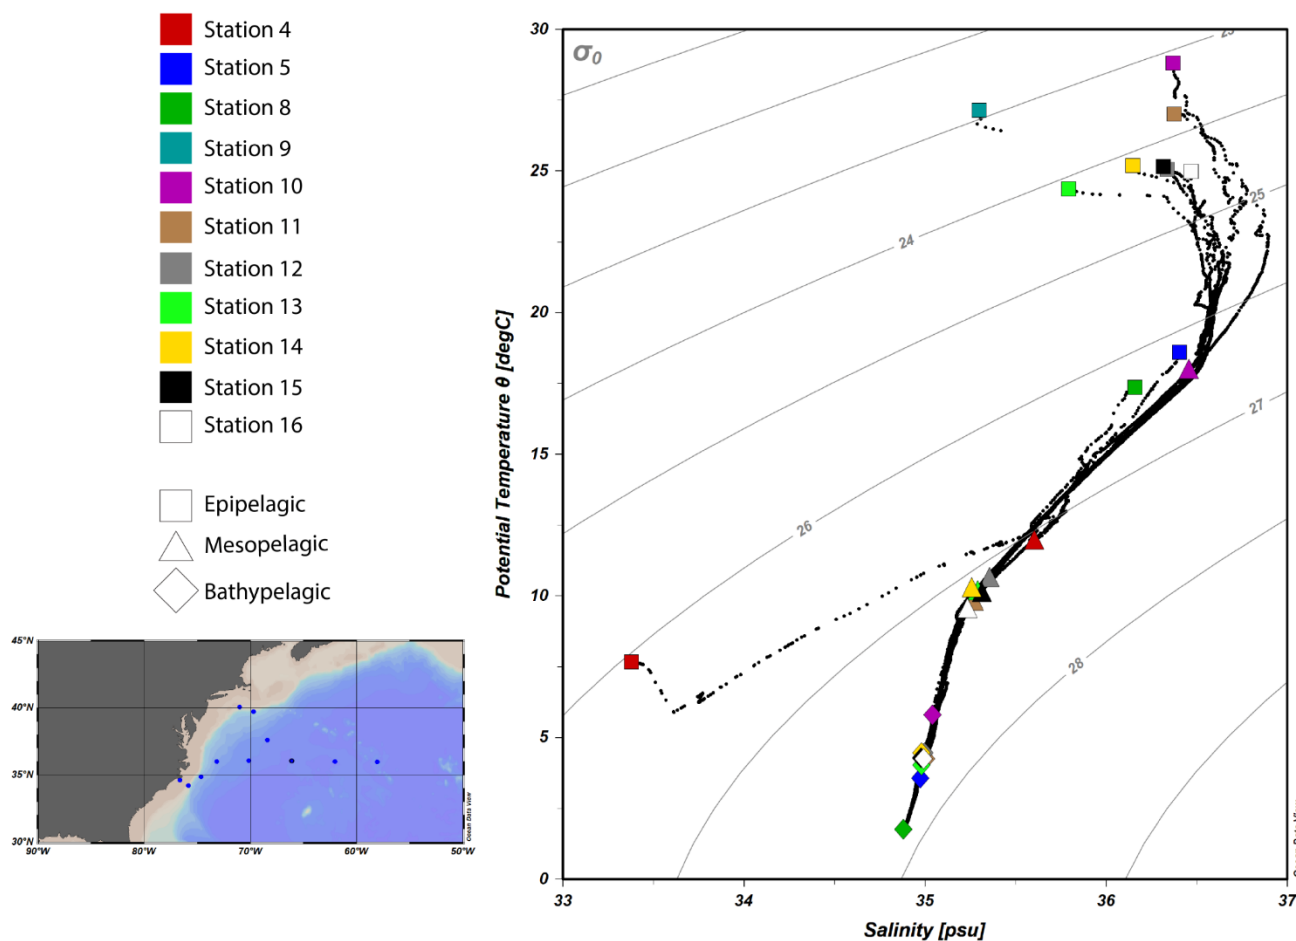 Station 4
Station 5
Station 8
Station 9
Station 10
Station 11
Station 12
Station 13
Station 14
Station 15
Station 16
Epipelagic
Mesopelagic
Bathypelagic
45°N
40°N
35°N
30°N
90°W 80°W 70°W 60°W 50°W
Ocean Data View
σ0
30
25
20
15
10
5
0
Potential Temperature θ [degC]
24
25
26
27
28
33 34 35 36 37
Salinity [psu]